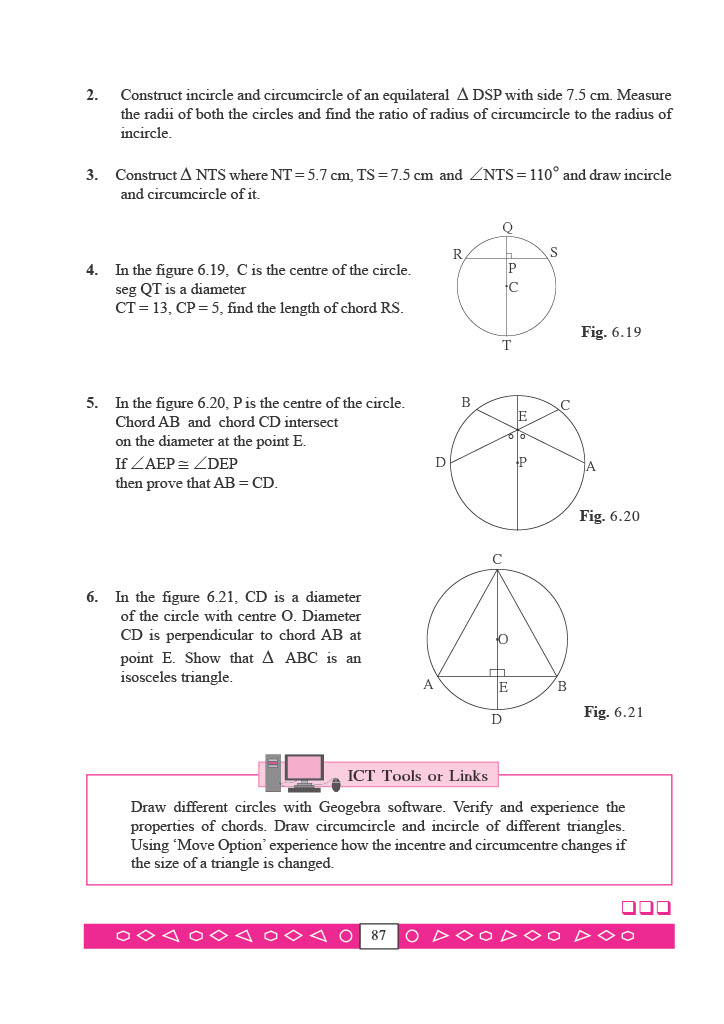 2. Construct incircle and circumcircle of an equilateral Δ DSP with side 7.5 cm. Measure
the radii of both the circles and find the ratio of radius of circumcircle to the radius of
incircle.
3. Construct Δ NTS where NT = 5.7 cm, TS = 7.5 cm and ∠NTS = 110° and draw incircle
and circumcircle of it.
4. In the figure 6.19, C is the centre of the circle.
seg QT is a diameter
CT = 13, CP = 5, find the length of chord RS.
Q
R
S
P
C
T
Fig. 6.19
5. In the figure 6.20, P is the centre of the circle.
Chord AB and chord CD intersect
on the diameter at the point E.
If ∠AEP ≅ ∠DEP
then prove that AB = CD.
B
C
E
D
P
A
Fig. 6.20
6. In the figure 6.21, CD is a diameter
of the circle with centre O. Diameter
CD is perpendicular to chord AB at
point E. Show that Δ ABC is an
isosceles triangle.
C
O
A
E
B
D
Fig. 6.21
ICT Tools or Links
Draw different circles with Geogebra software. Verify and experience the
properties of chords. Draw circumcircle and incircle of different triangles.
Using ‘Move Option’ experience how the incentre and circumcentre changes if
the size of a triangle is changed.
87